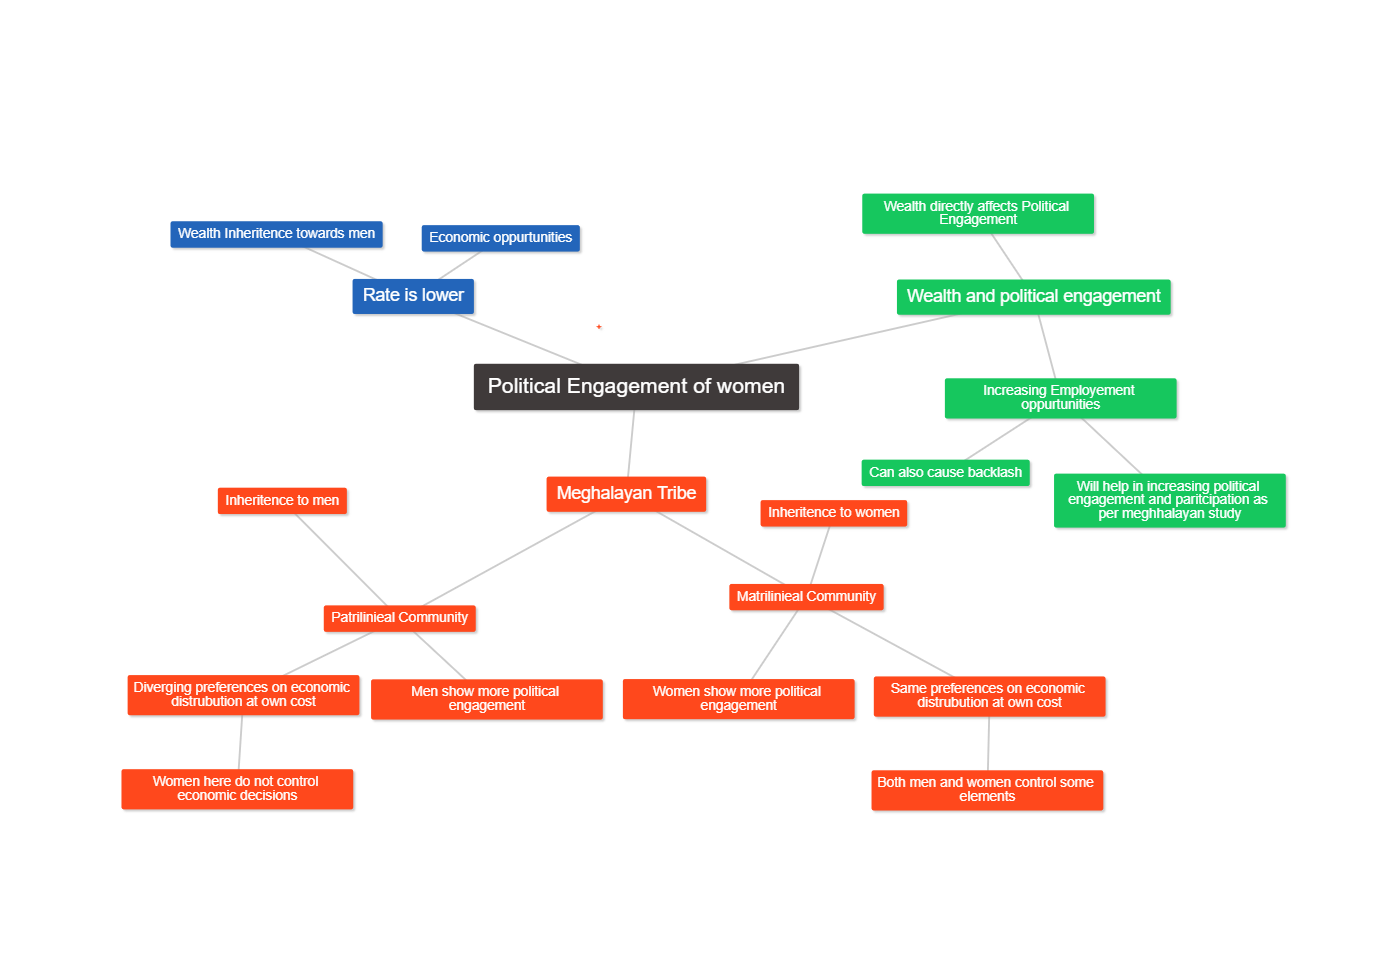 Wealth directly affects Political
Engagement
Wealth Inheritence towards men
Economic oppurtunities
Rate is lower
Wealth and political engagement
Political Engagement of women
Increasing Employement
oppurtunities
Can also cause backlash
Will help in increasing political
engagement and paritcipation as
per meghhalayan study
Meghalayan Tribe
Inheritence to men
Inheritence to women
Matrilinieal Community
Patrilinieal Community
Diverging preferences on economic
distrubution at own cost
Men show more political
engagement
Women show more political
engagement
Same preferences on economic
distrubution at own cost
Women here do not control
economic decisions
Both men and women control some
elements